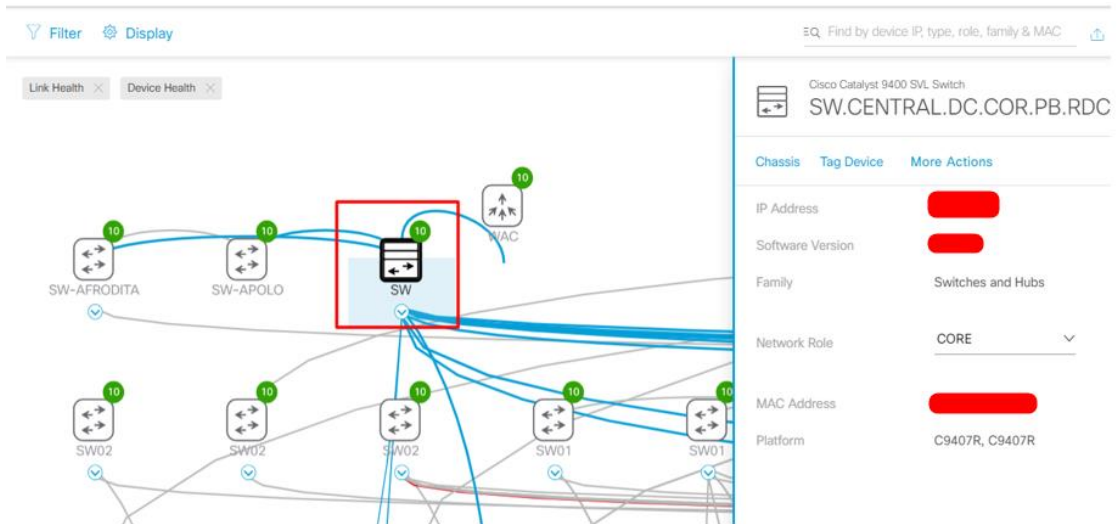 Filter Display
Find by device IP, type, role, family & MAC
Link Health Device Health
Cisco Catalyst 9400 SVL Switch
SW.CENTRAL.DC.COR.PB.RDC
Chassis Tag Device More Actions
IP Address
Software Version
Family Switches and Hubs
Network Role CORE
MAC Address
Platform C9407R, C9407R
10
WAC
10
SW-AFRODITA
10
SW-APOLO
10
SW
10
SW02
10
SW02
10
SW02
10
SW01
10
SW01